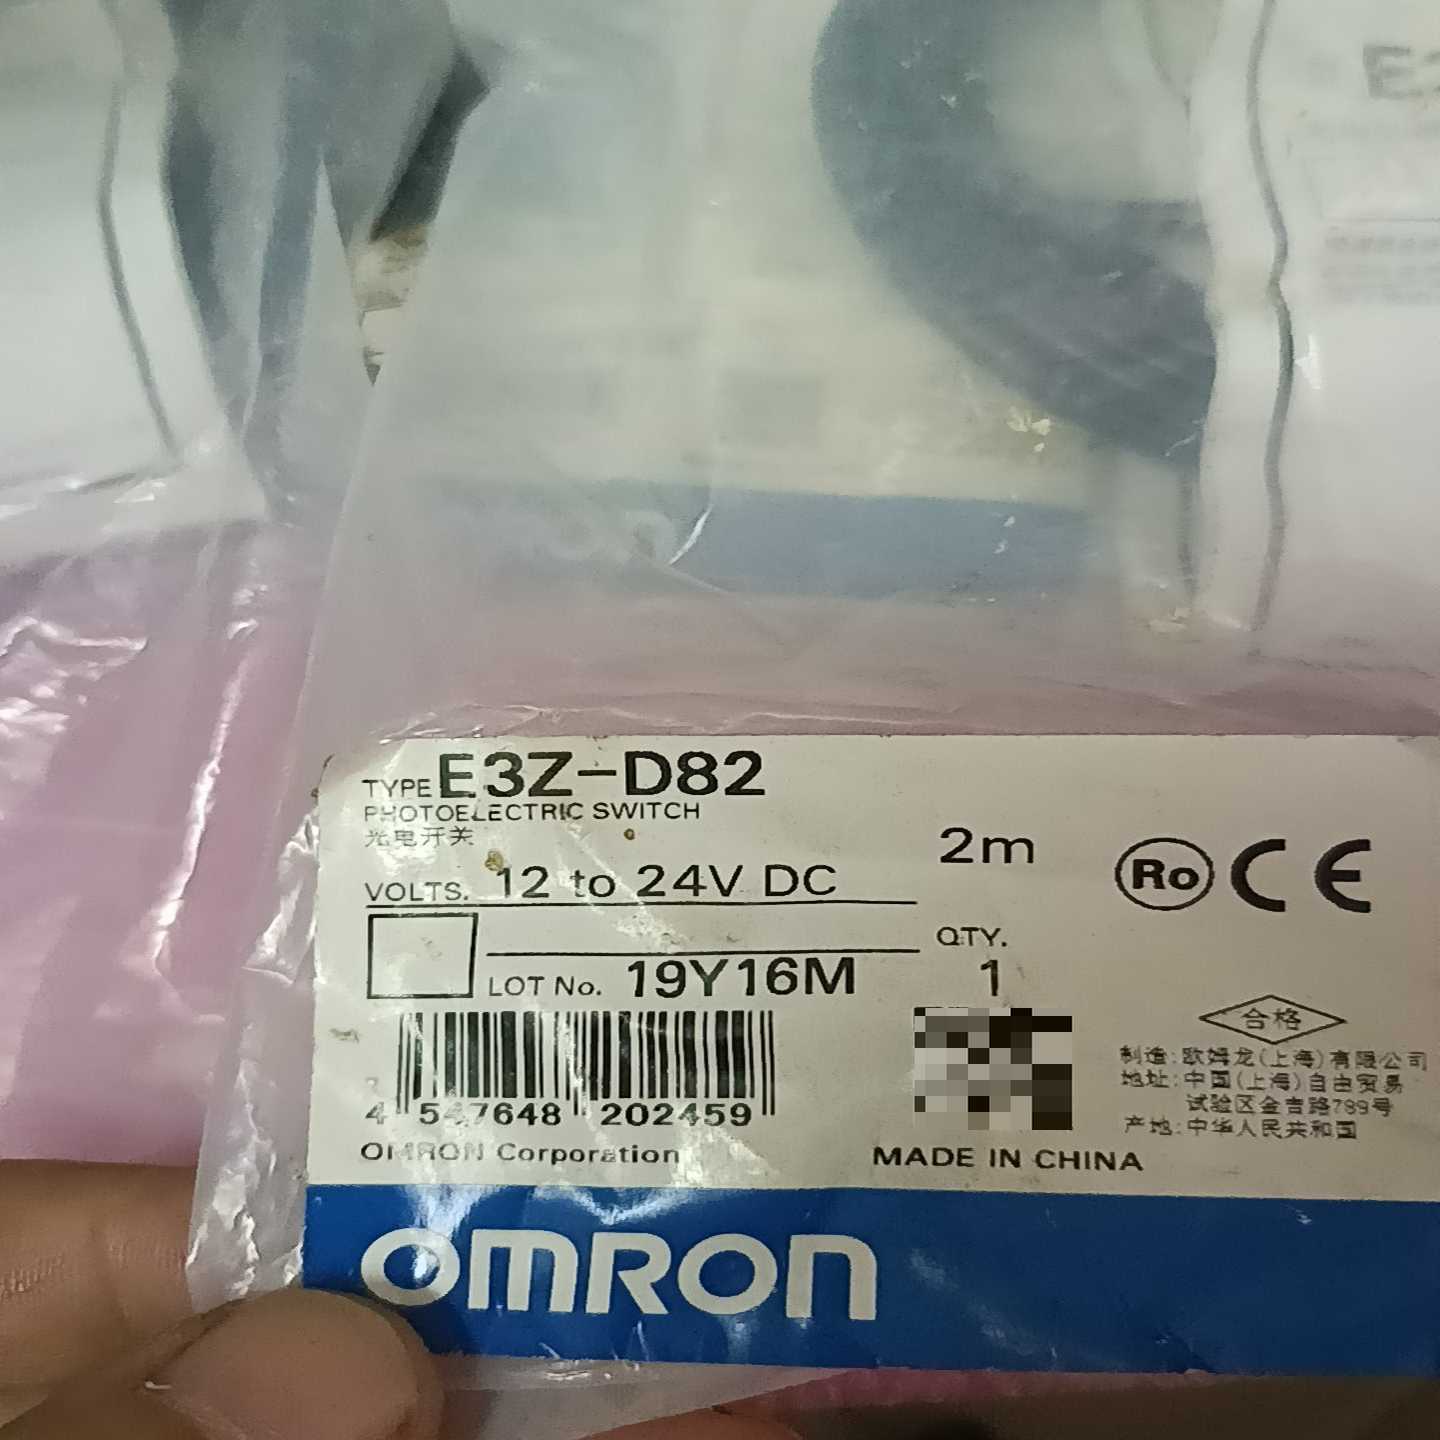 E3
TYPE E3Z-D82
PHOTOELECTRIC SWITCH
光电开关
2m
VOLTS. 12 to 24V DC
Ro CE
QTY.
LOT No. 19Y16M
1
合格
4 547648 202459
制造:欧姆龙(上海)有限公司
地址:中国(上海)自由贸易
试验区金吉路789号
产地:中华人民共和国
OMRON Corporation
MADE IN CHINA
OMRON